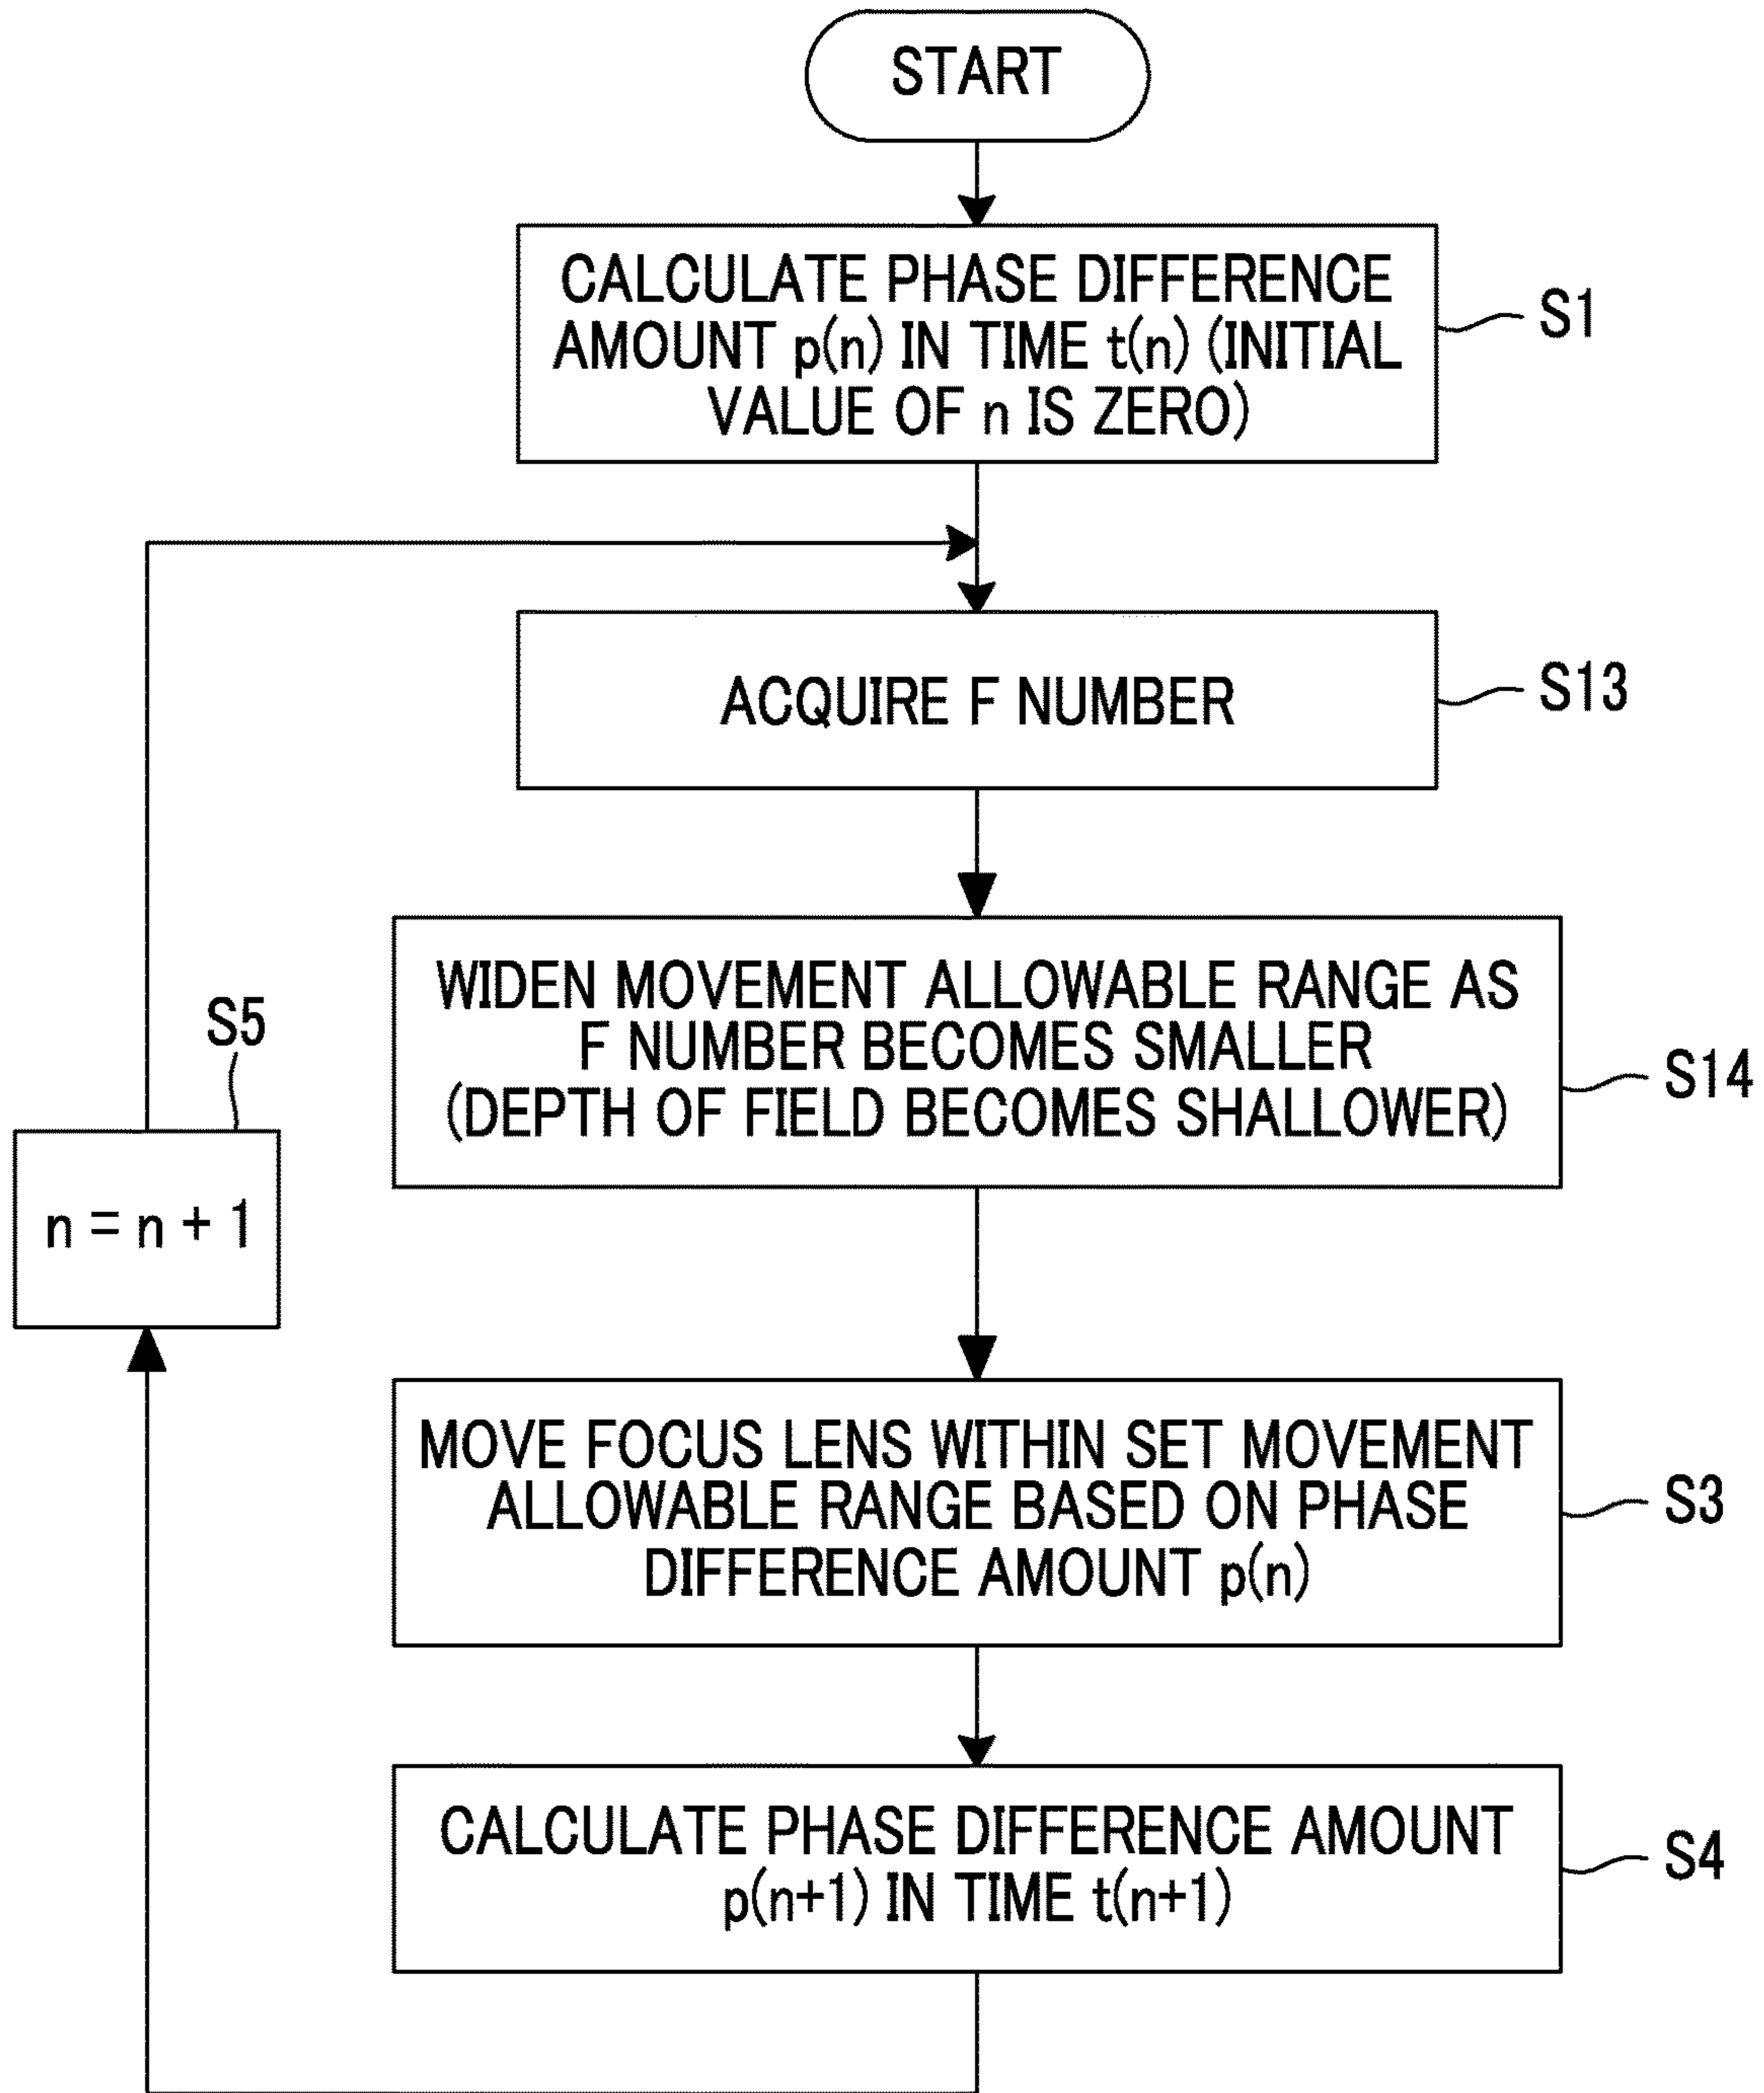 START
CALCULATE PHASE DIFFERENCE
AMOUNT p(n) IN TIME t(n) (INITIAL
VALUE OF n IS ZERO)
S1
ACQUIRE F NUMBER
S13
WIDEN MOVEMENT ALLOWABLE RANGE AS
F NUMBER BECOMES SMALLER
(DEPTH OF FIELD BECOMES SHALLOWER)
S14
S5
n = n + 1
MOVE FOCUS LENS WITHIN SET MOVEMENT
ALLOWABLE RANGE BASED ON PHASE
DIFFERENCE AMOUNT p(n)
S3
CALCULATE PHASE DIFFERENCE AMOUNT
p(n+1) IN TIME t(n+1)
S4